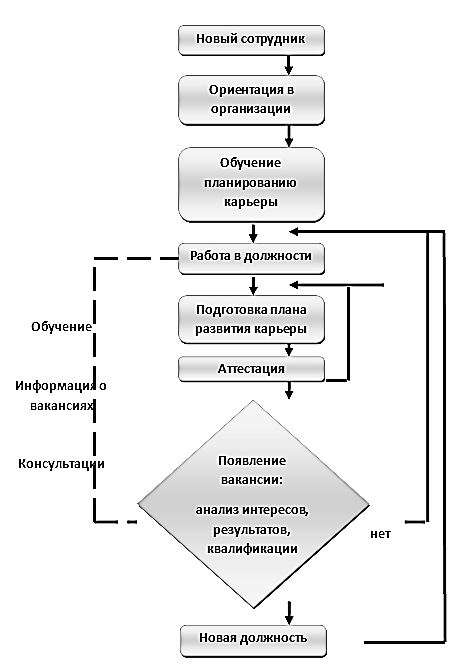 Новый сотрудник
Ориентация в
организации
Обучение
планированию
карьеры
Работа в должности
Подготовка плана
развития карьеры
Аттестация
Обучение
Информация о
вакансиях
Консультации
Появление
вакансии:
анализ интересов,
результатов,
квалификации
нет
Новая должность